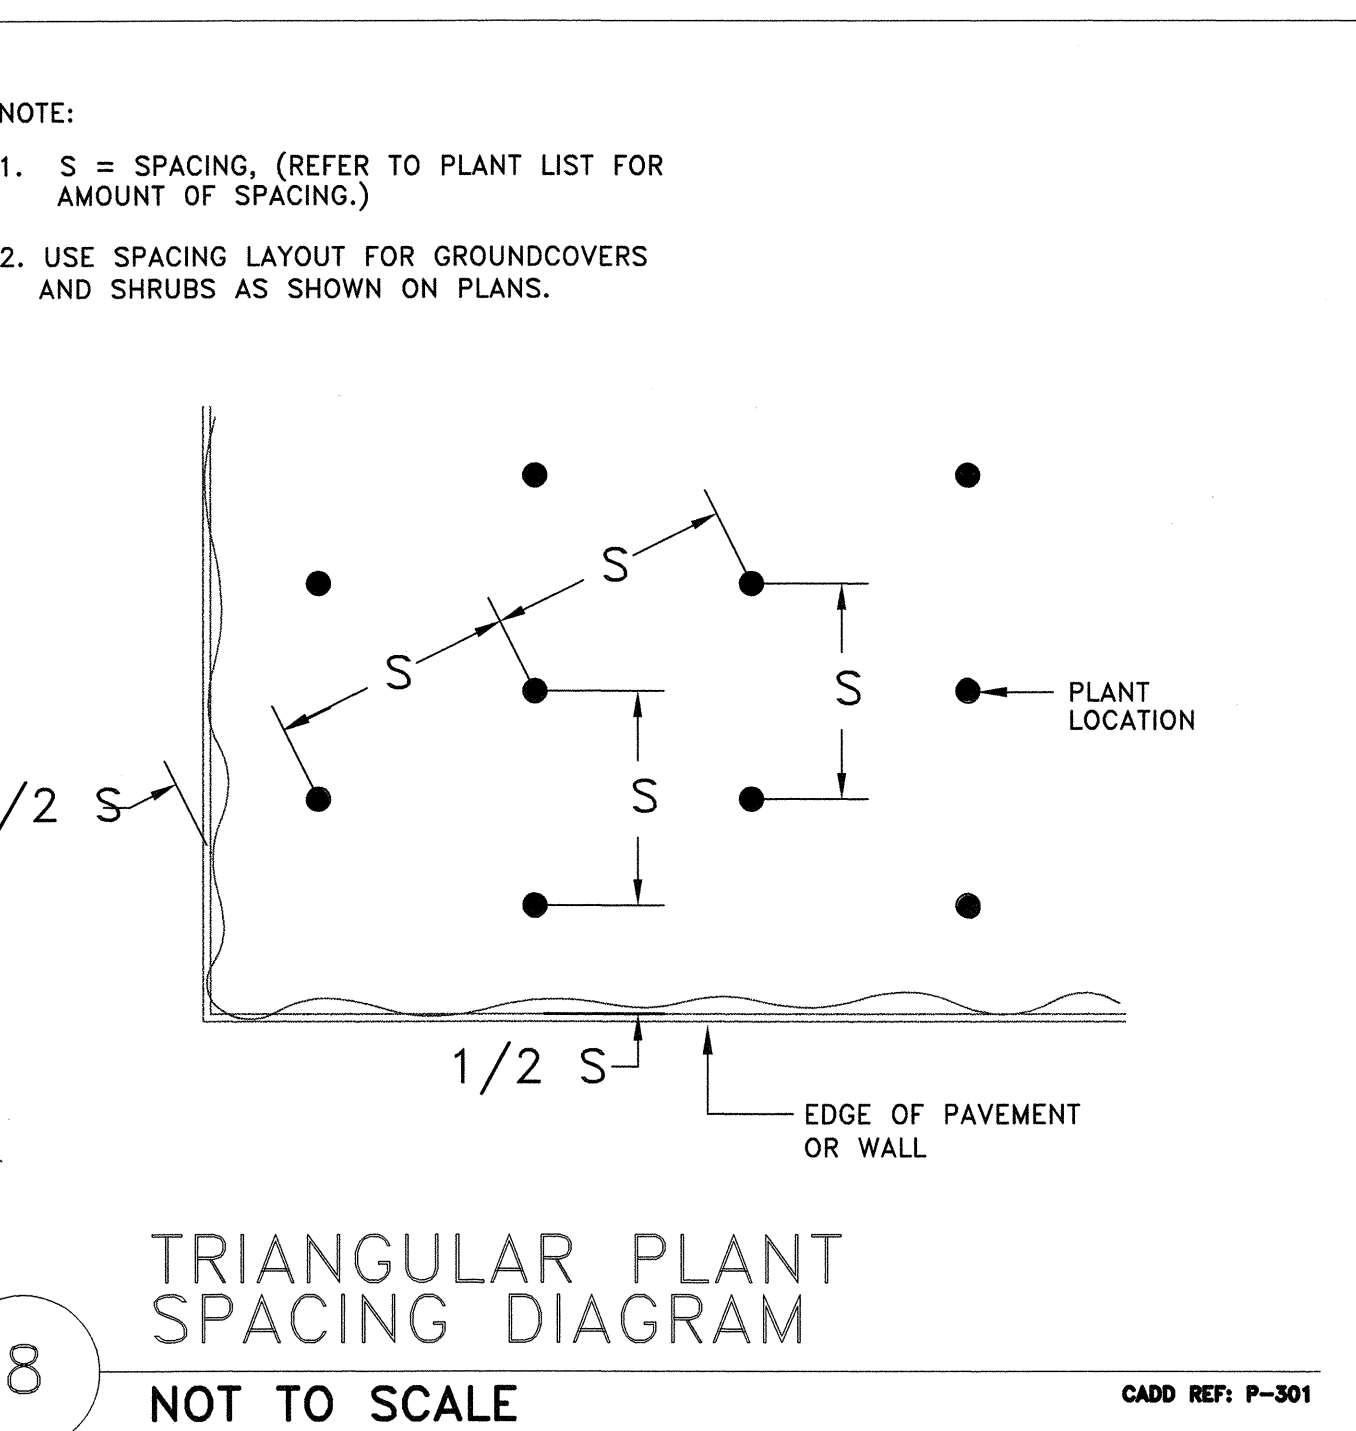 NOTE:
1. S = SPACING, (REFER TO PLANT LIST FOR
AMOUNT OF SPACING.)
2. USE SPACING LAYOUT FOR GROUNDCOVERS
AND SHRUBS AS SHOWN ON PLANS.
S
S
S
PLANT
LOCATION
/2 S
S
1/2 S
EDGE OF PAVEMENT
OR WALL
TRIANGULAR PLANT
SPACING DIAGRAM
8
NOT TO SCALE
CADD REF: P-301